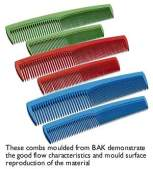 These combs moulded from BAK demonstrate
the good flow characteristics and mould surface
reproduction of the material